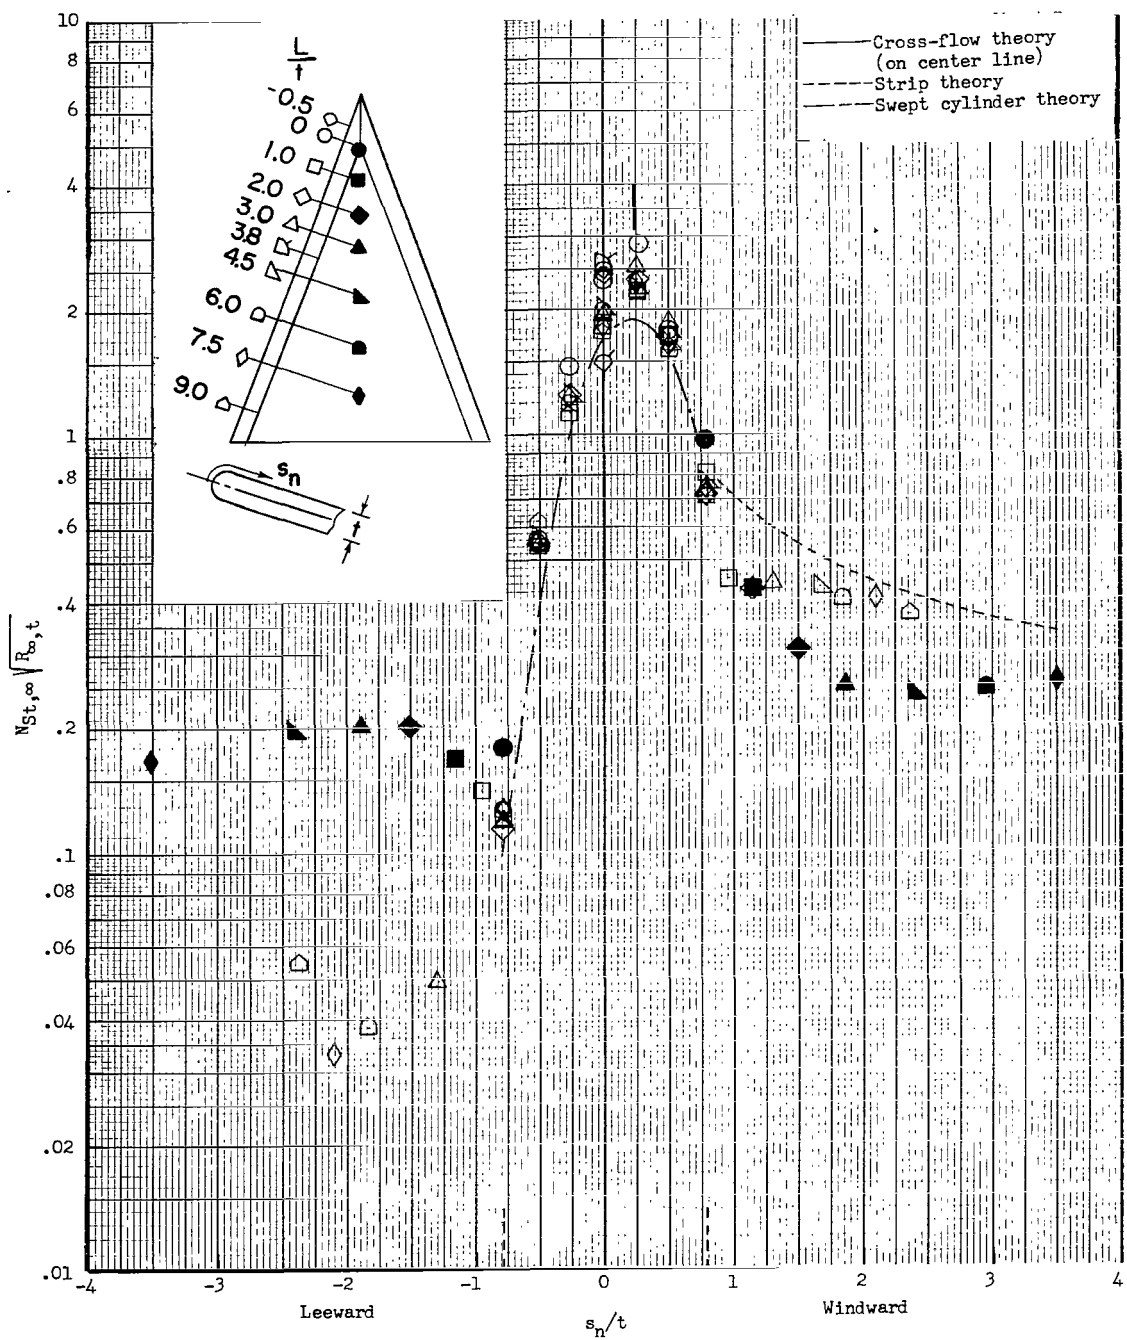 10
8
6
4
2
1
.8
.6
.4
.2
.1
.08
.06
.04
.02
.01
N_St,∞ √R_∞,t
L/t
-0.5
0
1.0
2.0
3.0
3.8
4.5
6.0
7.5
9.0
s_n
t
Cross-flow theory
(on center line)
Strip theory
Swept cylinder theory
-4 -3 -2 -1 0 1 2 3 4
Leeward Windward
s_n/t